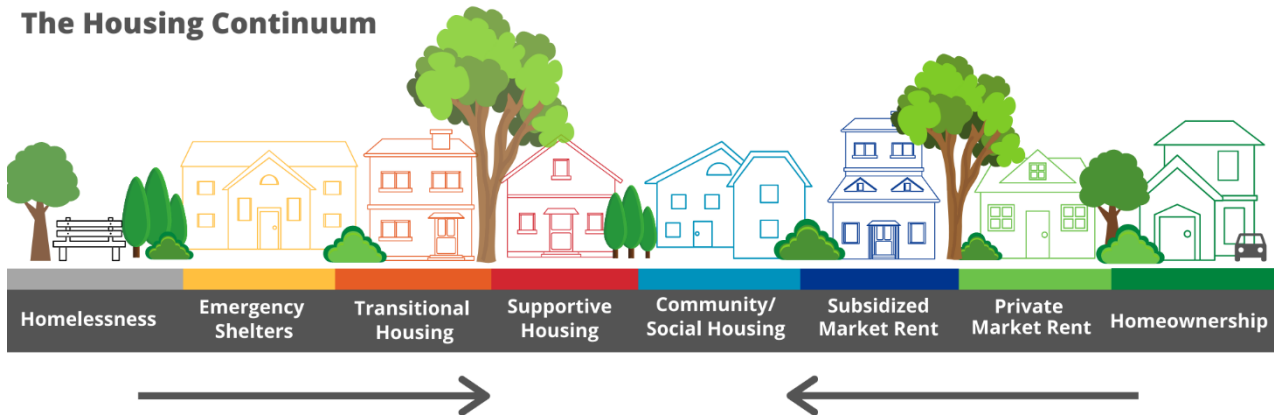 The Housing Continuum
Homelessness
Emergency
Shelters
Transitional
Housing
Supportive
Housing
Community/
Social Housing
Subsidized
Market Rent
Private
Market Rent
Homeownership